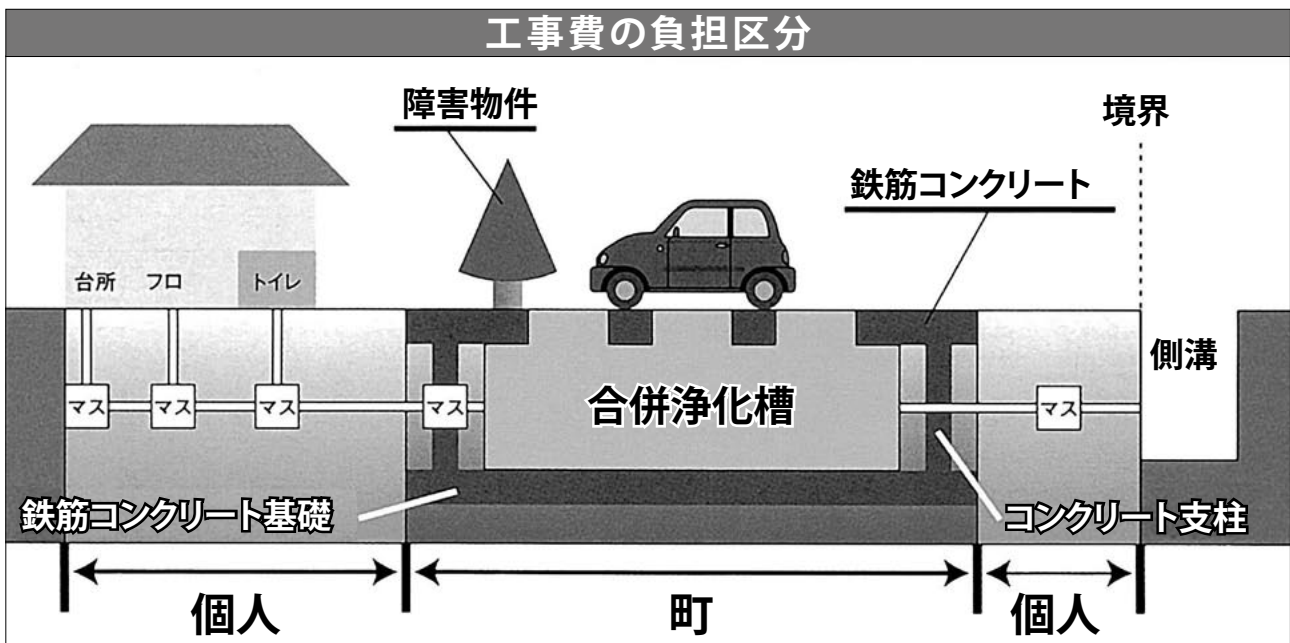 工事費の負担区分
障害物件
境界
鉄筋コンクリート
台所 フロ トイレ
側溝
マス マス マス マス 合併浄化槽 マス
鉄筋コンクリート基礎
コンクリート支柱
個人 町 個人